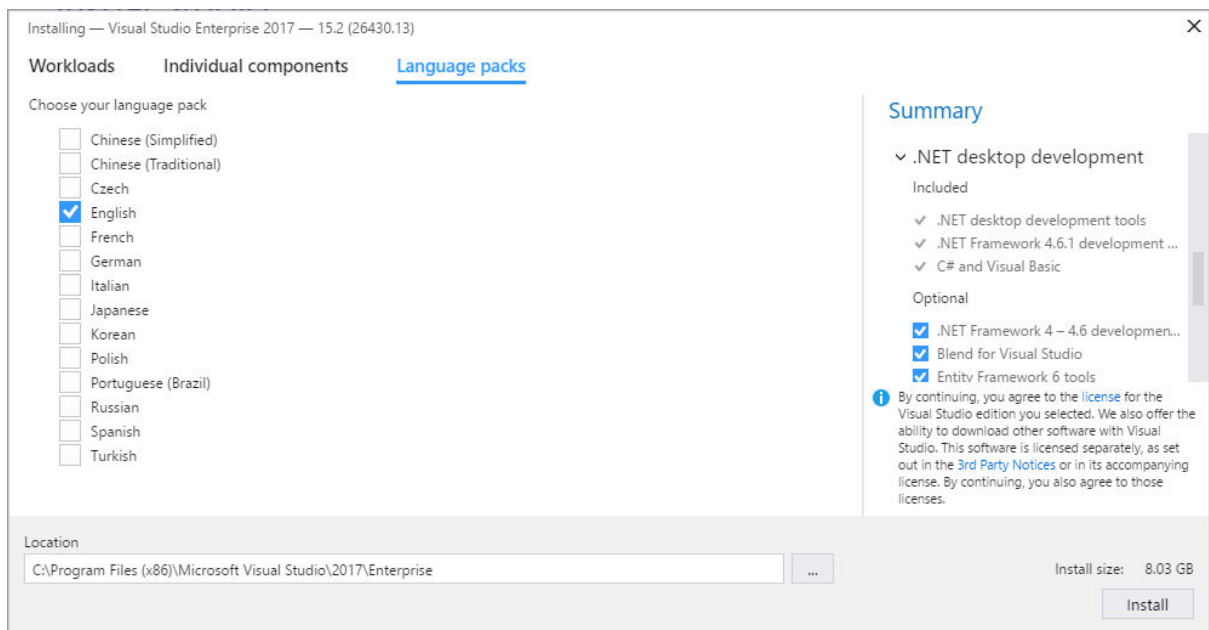 Installing — Visual Studio Enterprise 2017 — 15.2 (26430.13)
Workloads Individual components Language packs
Choose your language pack
Chinese (Simplified)
Chinese (Traditional)
Czech
English
French
German
Italian
Japanese
Korean
Polish
Portuguese (Brazil)
Russian
Spanish
Turkish
Summary
.NET desktop development
Included
.NET desktop development tools
.NET Framework 4.6.1 development ...
C# and Visual Basic
Optional
.NET Framework 4 – 4.6 developmen...
Blend for Visual Studio
Entity Framework 6 tools
By continuing, you agree to the license for the
Visual Studio edition you selected. We also offer the
ability to download other software with Visual
Studio. This software is licensed separately, as set
out in the 3rd Party Notices or in its accompanying
license. By continuing, you also agree to those
licenses.
Location
C:\Program Files (x86)\Microsoft Visual Studio\2017\Enterprise
...
Install size: 8.03 GB
Install